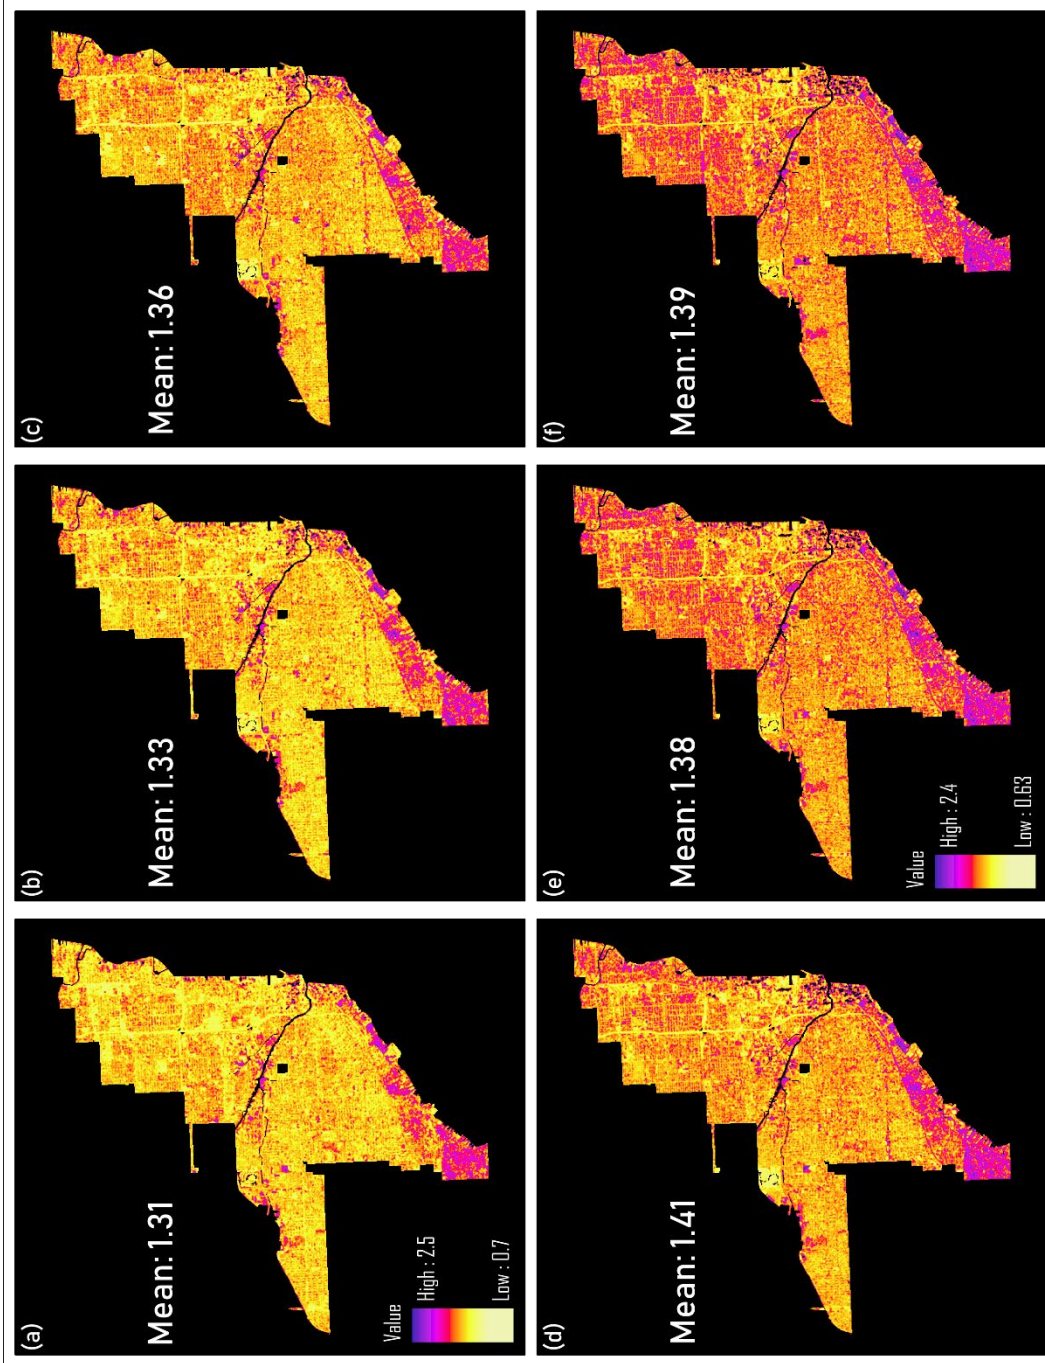 (a)
Mean: 1.31
Value
High : 2.5
Low : 0.7
(b)
Mean: 1.33
(c)
Mean: 1.36
(d)
Mean: 1.41
(e)
Mean: 1.38
Value
High : 2.4
Low : 0.63
(f)
Mean: 1.39